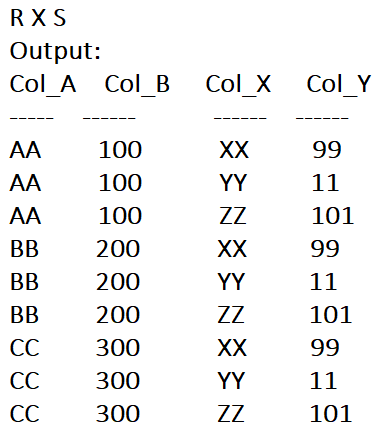 R X S
Output:
Col_A Col_B Col_X Col_Y
----- ------ ------ ------
AA 100 XX 99
AA 100 YY 11
AA 100 ZZ 101
BB 200 XX 99
BB 200 YY 11
BB 200 ZZ 101
CC 300 XX 99
CC 300 YY 11
CC 300 ZZ 101